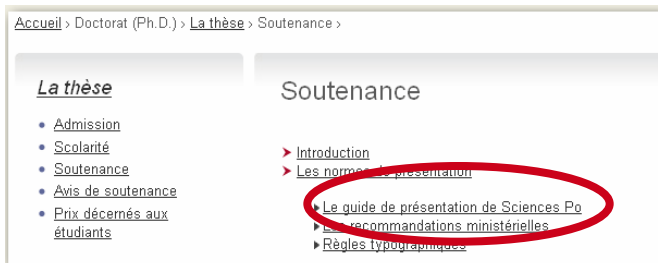 Accueil > Doctorat (Ph.D.) > La thèse > Soutenance >
La thèse
• Admission
• Scolarité
• Soutenance
• Avis de soutenance
• Prix décernés aux
étudiants
Soutenance
Introduction
Les normes de présentation
Le guide de présentation de Sciences Po
Les recommandations ministérielles
Règles typographiques